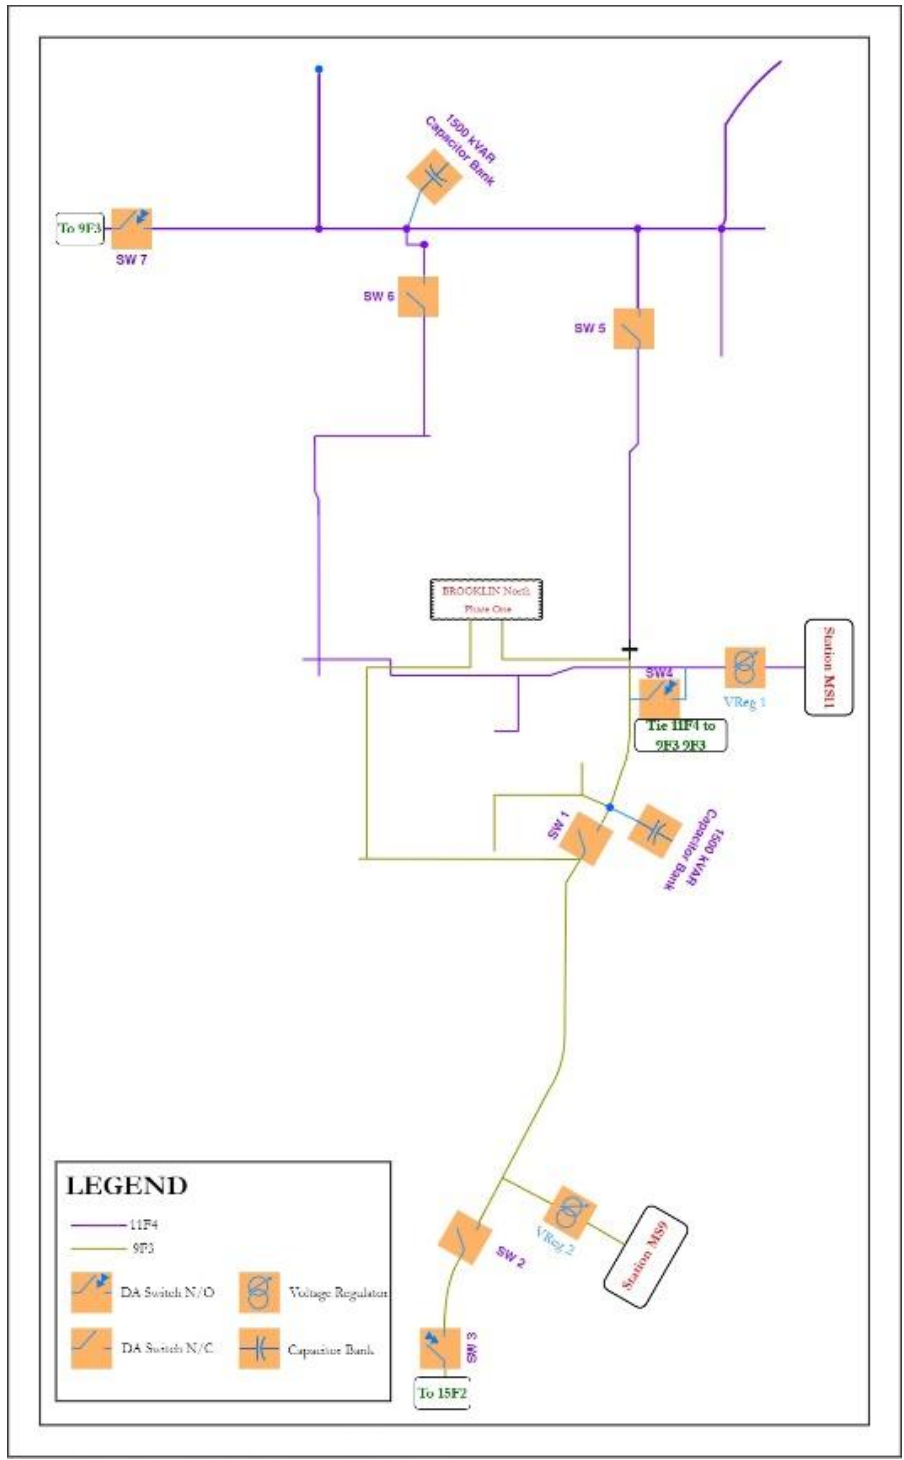 1500 kVAR
Capacitor Bank
To 9F3
SW 7
SW 6
SW 5
BROOKLIN North
Phase One
SW4
Station MS11
VReg 1
Tie 11F4 to
9F3 9F3
SW 1
1500 kVAR
Capacitor Bank
VReg 2
Station MS9
SW 2
SW 3
To 15F2
LEGEND
11F4
9F3
DA Switch N/O
Voltage Regulator
DA Switch N/C
Capacitor Bank